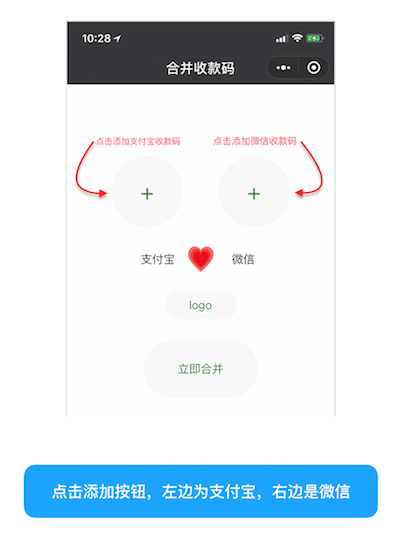 10:28
合并收款码
点击添加支付宝收款码 点击添加微信收款码
+ +
支付宝 微信
logo
立即合并
点击添加按钮，左边为支付宝，右边是微信